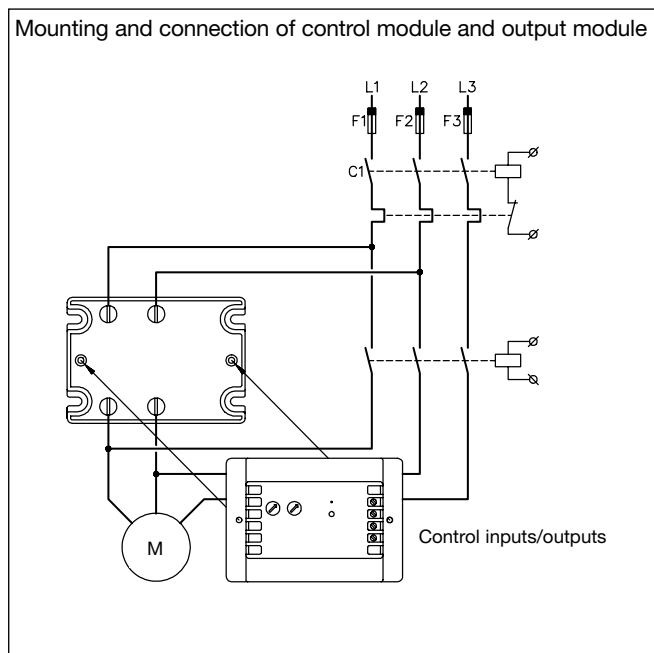 Mounting and connection of control module and output module
L1 L2 L3
F1 F2 F3
C1
Control inputs/outputs
M